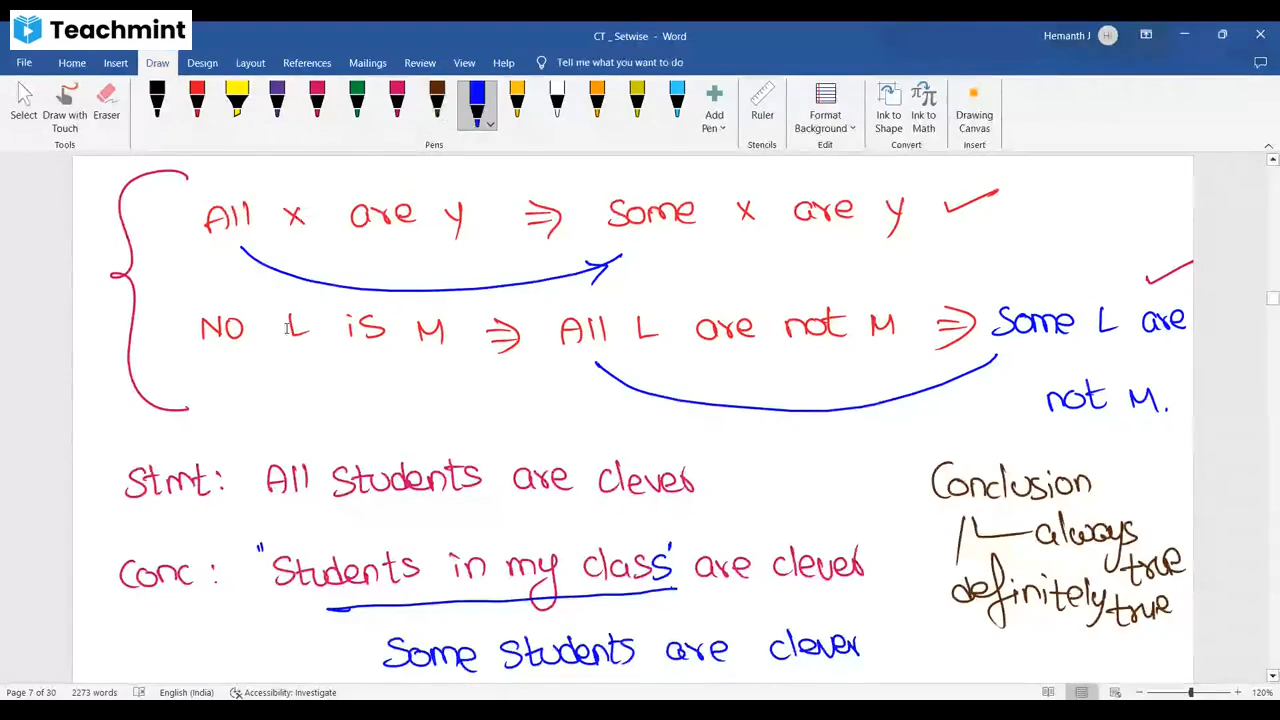 Teachmint
CT _ Setwise - Word
Hemanth J
HJ
File Home Insert Draw Design Layout References Mailings Review View Help Tell me what you want to do
Select Draw with Touch Eraser
Add Pen
Ruler
Format Background
Ink to Shape
Ink to Math
Drawing Canvas
Tools Pens Stencils Edit Convert Insert
All x are y ⇒ Some x are y ✓
NO L is M ⇒ All L are not M ⇒ Some L are
not M.
Stmt: All Students are clever
Conc: "Students in my class" are clever
Some Students are clever
Conclusion
always true
definitely true
Page 7 of 30 2273 words English (India) Accessibility: Investigate 120%